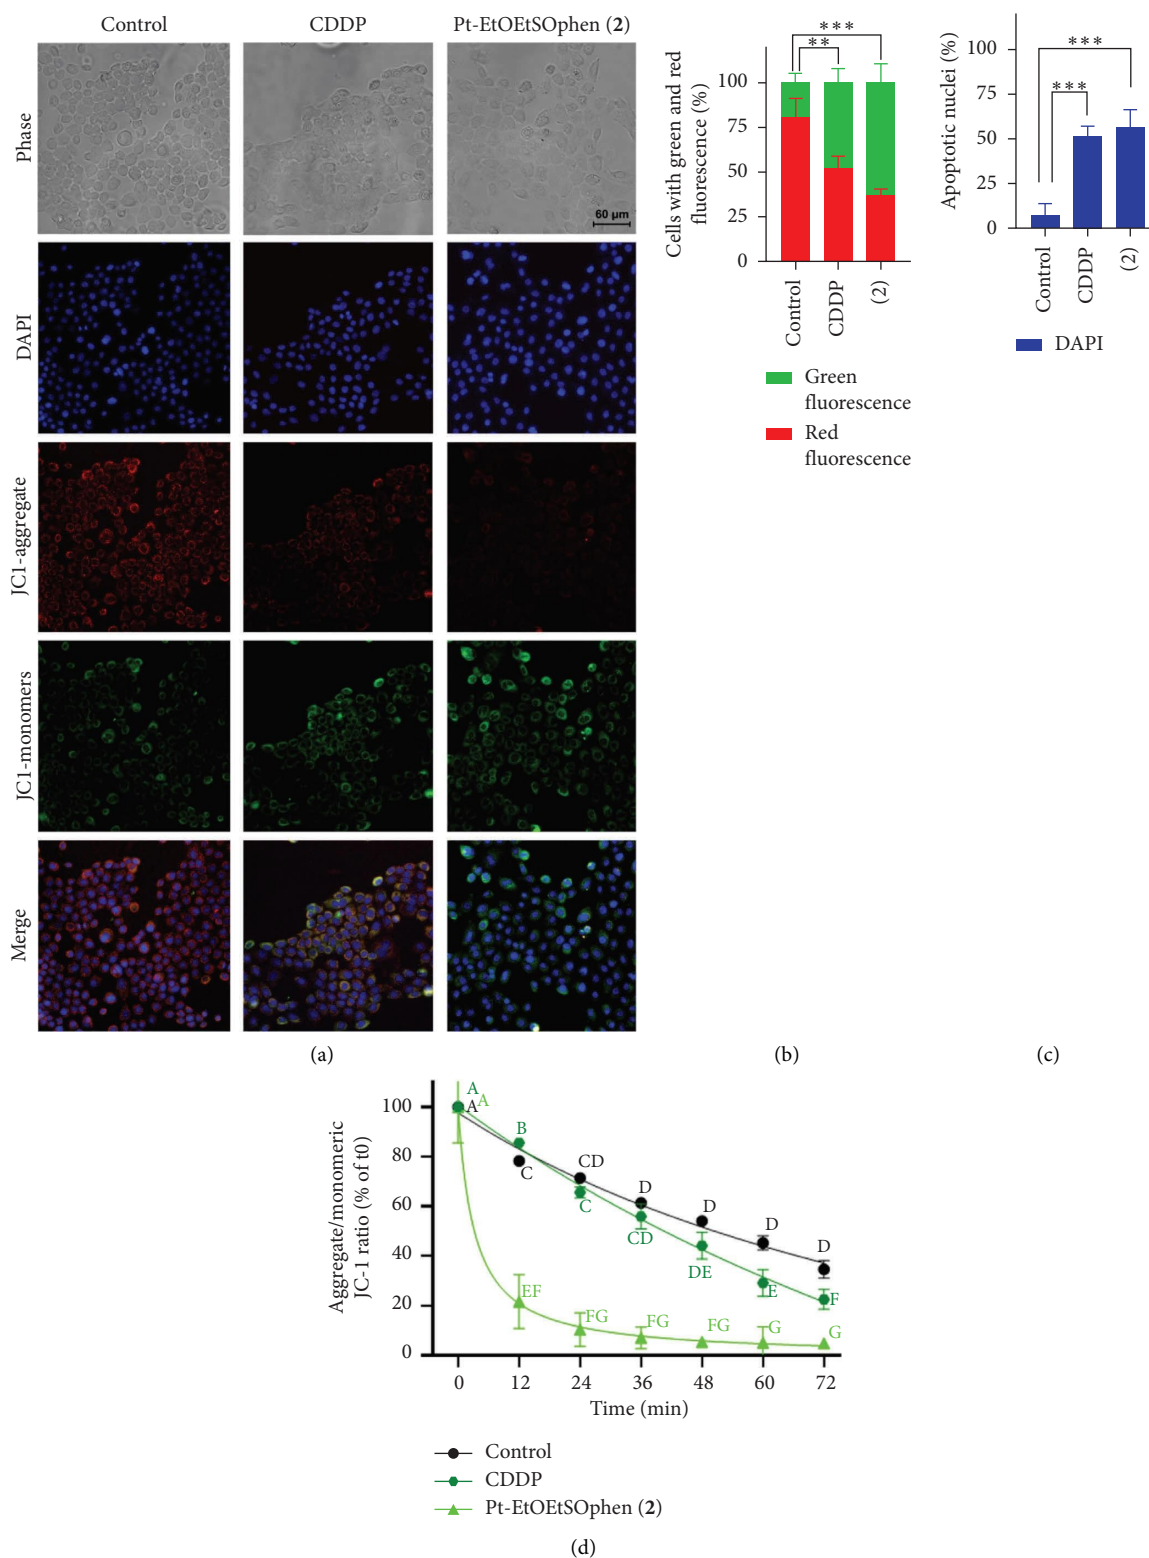 Control CDDP Pt-EtOEtSOphen (2)
Phase
60 μm
DAPI
JC1-aggregate
JC1-monomers
Merge
(a)
Cells with green and red
fluorescence (%)
***
**
100
75
50
25
0
Control
CDDP
(2)
Green
fluorescence
Red
fluorescence
(b)
Apoptotic nuclei (%)
***
***
100
75
50
25
0
Control
CDDP
(2)
DAPI
(c)
Aggregate/monomeric
JC-1 ratio (% of t0)
100
80
60
40
20
0
A
A A
B
C
CD
C
D
CD
D
DE
D
E
D
F
EF
FG
FG
FG
G
G
0 12 24 36 48 60 72
Time (min)
Control
CDDP
Pt-EtOEtSOphen (2)
(d)